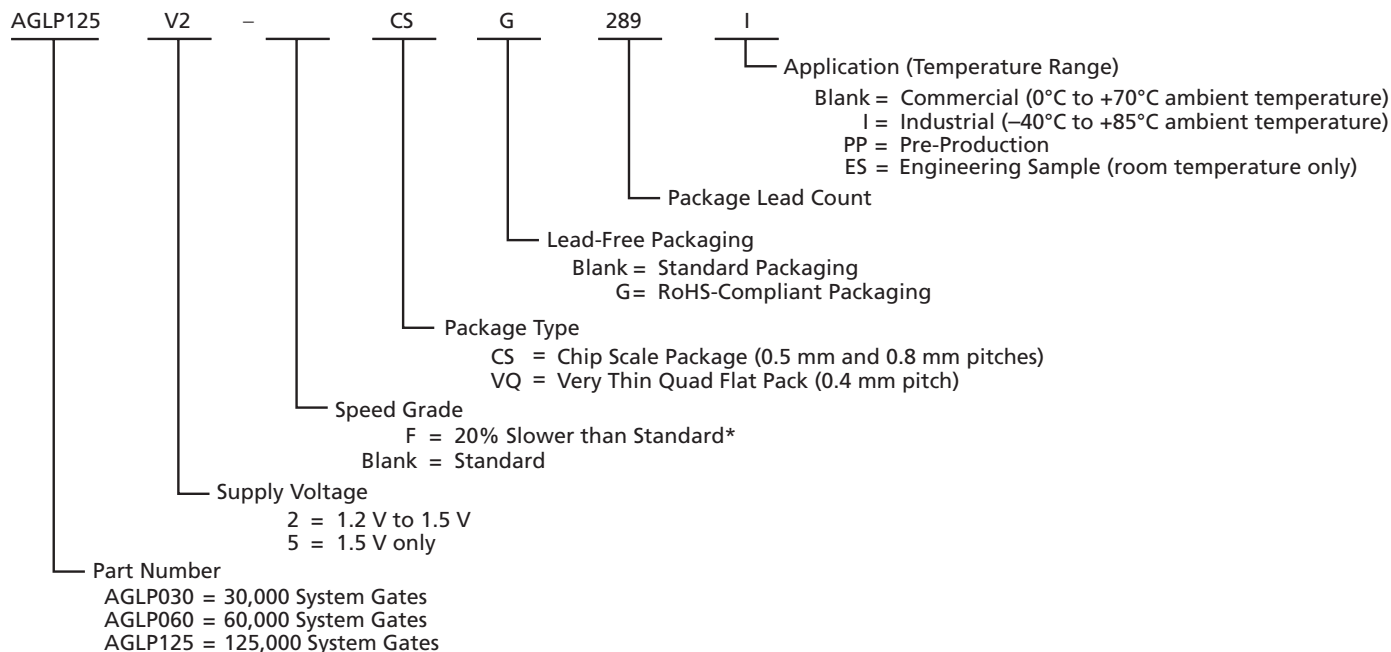 AGLP125 V2 – CS G 289 I
Application (Temperature Range)
Blank = Commercial (0°C to +70°C ambient temperature)
I = Industrial (–40°C to +85°C ambient temperature)
PP = Pre-Production
ES = Engineering Sample (room temperature only)
Package Lead Count
Lead-Free Packaging
Blank = Standard Packaging
G= RoHS-Compliant Packaging
Package Type
CS = Chip Scale Package (0.5 mm and 0.8 mm pitches)
VQ = Very Thin Quad Flat Pack (0.4 mm pitch)
Speed Grade
F = 20% Slower than Standard*
Blank = Standard
Supply Voltage
2 = 1.2 V to 1.5 V
5 = 1.5 V only
Part Number
AGLP030 = 30,000 System Gates
AGLP060 = 60,000 System Gates
AGLP125 = 125,000 System Gates